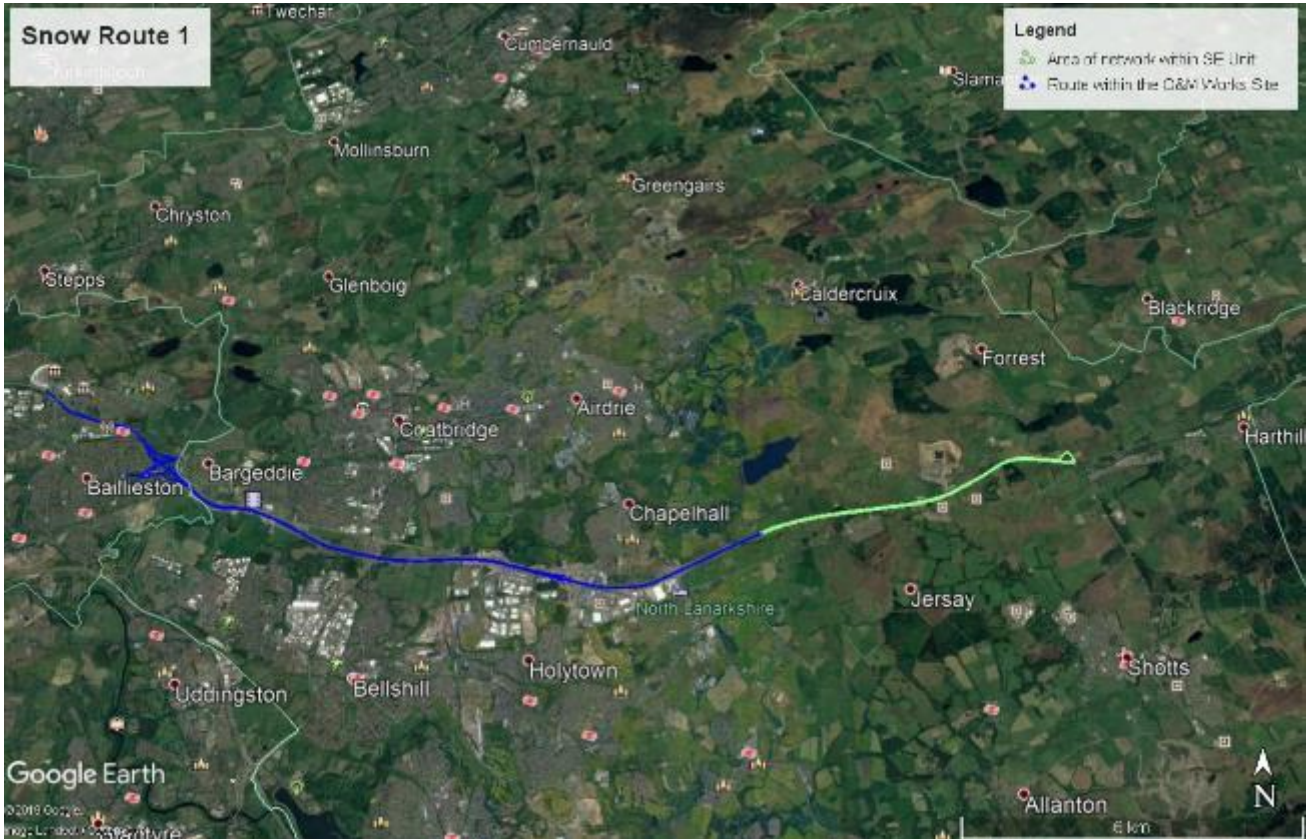 Twechar
Snow Route 1
Cumbernauld
Legend
Area of network within SE Unit
Route within the O&M Works Site
Mollinsburn
Greengairs
Chryston
Stepps
Glenboig
Caldercruix
Blackridge
Forrest
Airdrie
Coatbridge
Harthill
Bargeddie
Baillieston
Chapelhall
Jersay
North Lanarkshire
Holytown
Shotts
Uddingston
Bellshill
Google Earth
N
Allanton
6 km